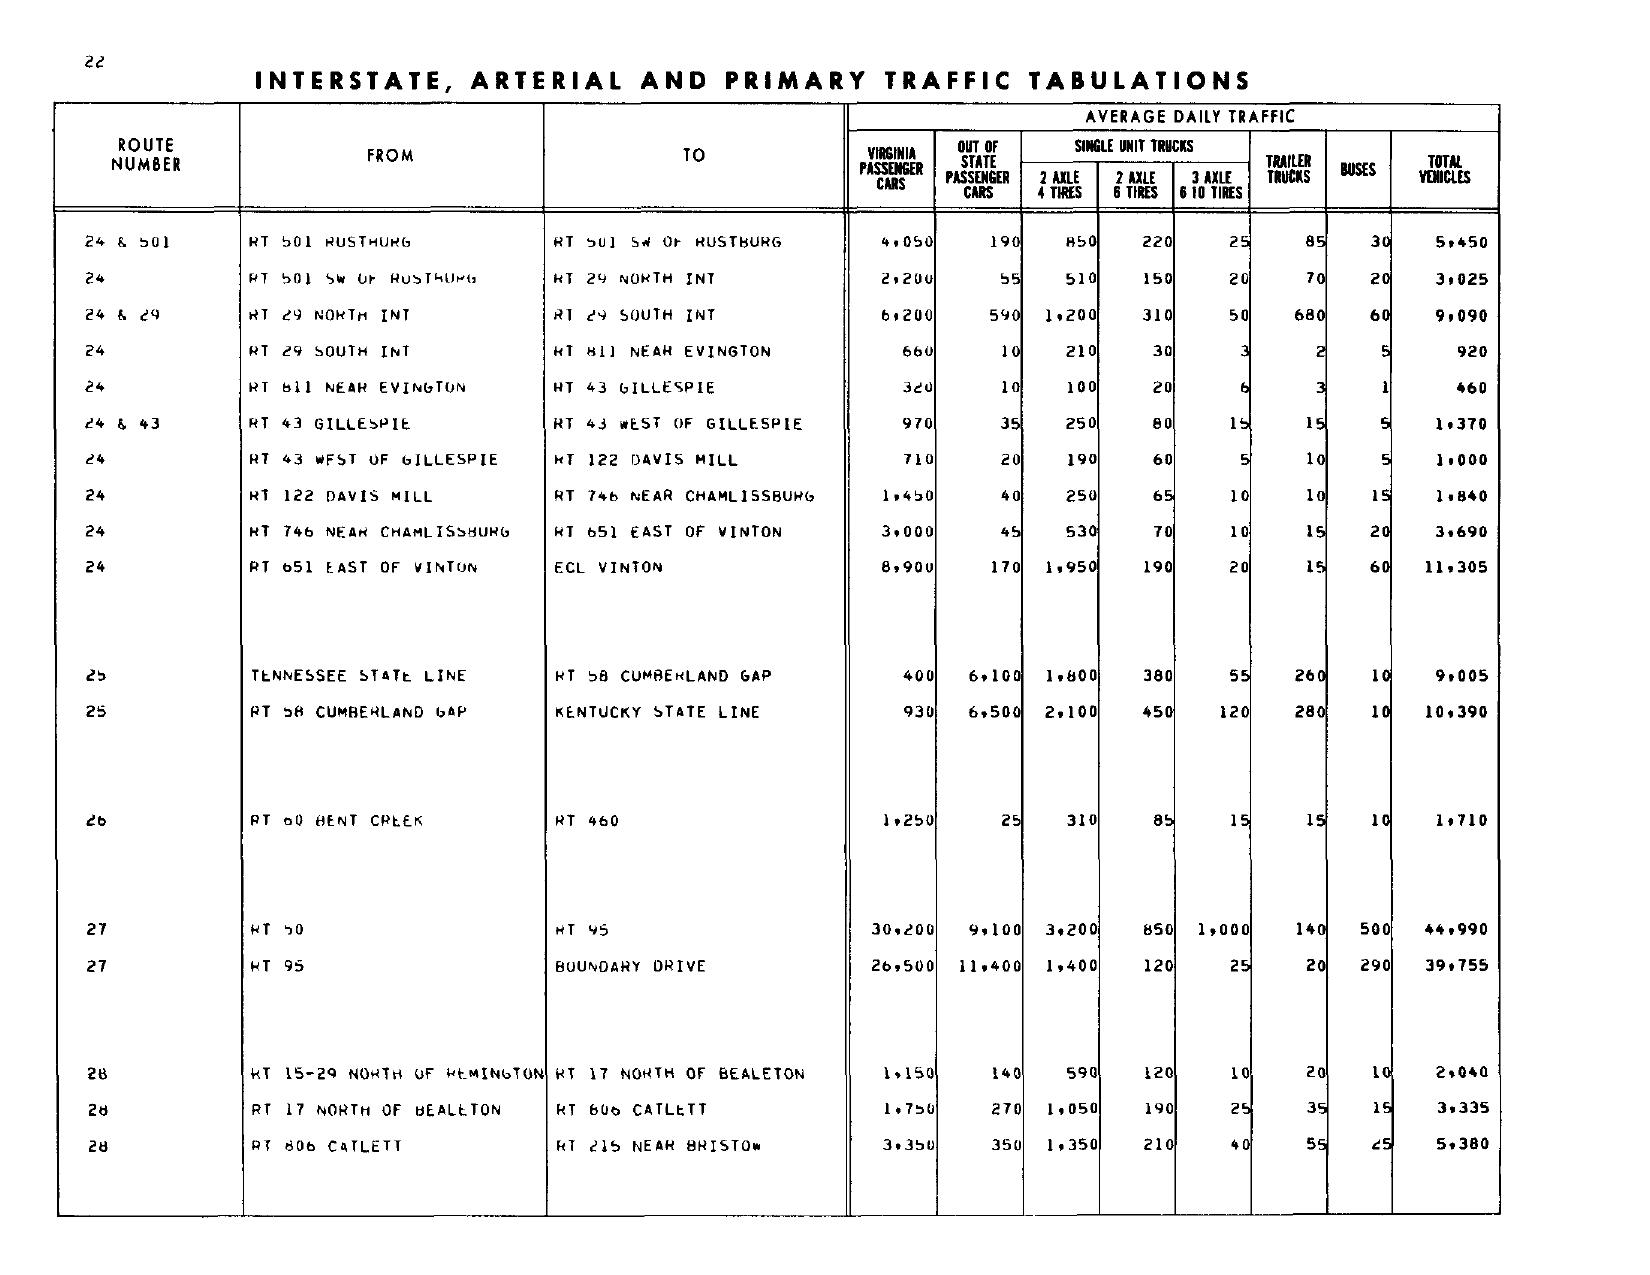 22
INTERSTATE, ARTERIAL AND PRIMARY TRAFFIC TABULATIONS
ROUTE NUMBER FROM TO AVERAGE DAILY TRAFFIC
VIRGINIA PASSENGER CARS OUT OF STATE PASSENGER CARS SINGLE UNIT TRUCKS 2 AXLE 4 TIRES 2 AXLE 6 TIRES 3 AXLE 6 10 TIRES TRAILER TRUCKS BUSES TOTAL VEHICLES
24 & 501 RT 501 RUSTBURG RT 501 SW OF RUSTBURG 4,050 190 850 220 25 85 30 5,450
24 RT 501 SW OF RUSTBURG RT 29 NORTH INT 2,200 55 510 150 20 70 20 3,025
24 & 29 RT 29 NORTH INT RT 29 SOUTH INT 6,200 590 1,200 310 50 680 60 9,090
24 RT 29 SOUTH INT RT 811 NEAR EVINGTON 660 10 210 30 3 2 5 920
24 RT 811 NEAR EVINGTON RT 43 GILLESPIE 320 10 100 20 6 3 1 460
24 & 43 RT 43 GILLESPIE RT 43 WEST OF GILLESPIE 970 35 250 80 15 15 5 1,370
24 RT 43 WEST OF GILLESPIE RT 122 DAVIS MILL 710 20 190 60 5 10 5 1,000
24 RT 122 DAVIS MILL RT 746 NEAR CHAMLISSBURG 1,450 40 250 65 10 10 15 1,840
24 RT 746 NEAR CHAMLISSBURG RT 651 EAST OF VINTON 3,000 45 530 70 10 15 20 3,690
24 RT 651 EAST OF VINTON ECL VINTON 8,900 170 1,950 190 20 15 60 11,305
25 TENNESSEE STATE LINE RT 58 CUMBERLAND GAP 400 6,100 1,800 380 55 260 10 9,005
25 RT 58 CUMBERLAND GAP KENTUCKY STATE LINE 930 6,500 2,100 450 120 280 10 10,390
26 RT 60 BENT CREEK RT 460 1,250 25 310 85 15 15 10 1,710
27 RT 50 RT 95 30,200 9,100 3,200 850 1,000 140 500 44,990
27 RT 95 BOUNDARY DRIVE 26,500 11,400 1,400 120 25 20 290 39,755
28 RT 15-29 NORTH OF REMINGTON RT 17 NORTH OF BEALETON 1,150 140 590 120 10 20 10 2,040
28 RT 17 NORTH OF BEALETON RT 806 CATLETT 1,750 270 1,050 190 25 35 15 3,335
28 RT 806 CATLETT RT 215 NEAR BRISTOW 3,350 350 1,350 210 40 55 25 5,380